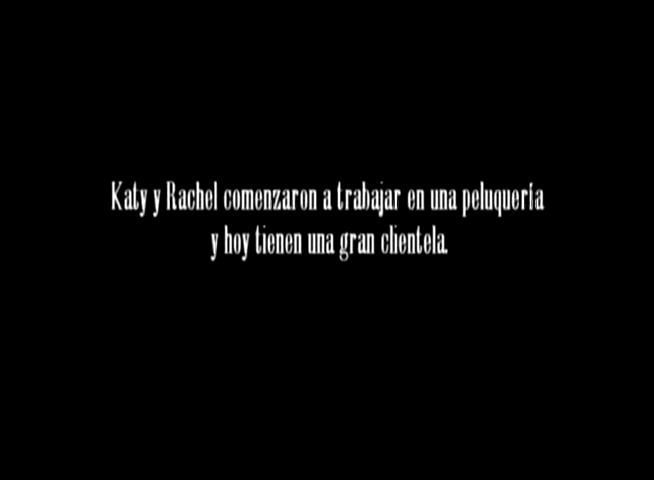 Katy y Rachel comenzaron a trabajar en una peluquería
y hoy tienen una gran clientela.